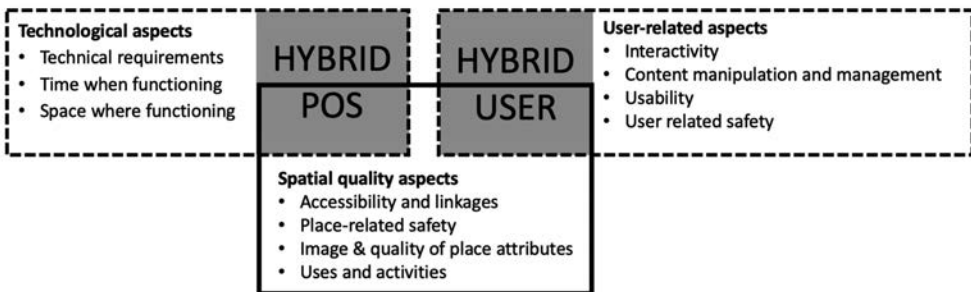 Technological aspects
• Technical requirements
• Time when functioning
• Space where functioning
HYBRID
POS
HYBRID
USER
User-related aspects
• Interactivity
• Content manipulation and management
• Usability
• User related safety
Spatial quality aspects
• Accessibility and linkages
• Place-related safety
• Image & quality of place attributes
• Uses and activities